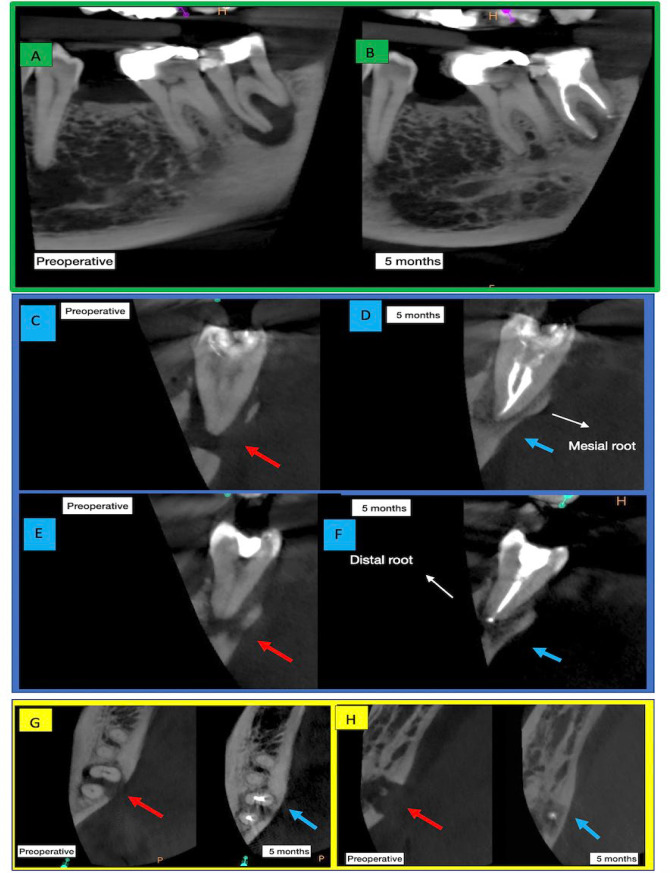 H
H
A
B
Preoperative
5 months
C
Preoperative
D
5 months
Mesial root
E
Preoperative
5 months
H
F
Distal root
G
H
Preoperative
P
5 months
P
Preoperative
5 months